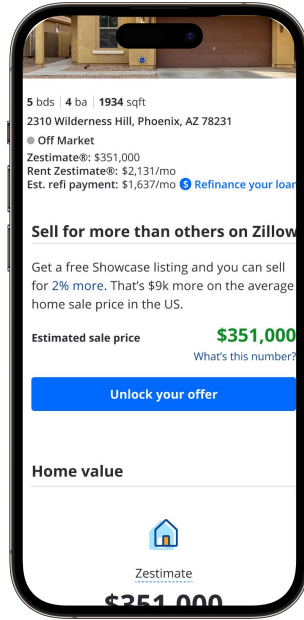 5 bds | 4 ba | 1934 sqft
2310 Wilderness Hill, Phoenix, AZ 78231
Off Market
Zestimate®: $351,000
Rent Zestimate®: $2,131/mo
Est. refi payment: $1,637/mo $ Refinance your loan
Sell for more than others on Zillow
Get a free Showcase listing and you can sell
for 2% more. That's $9k more on the average
home sale price in the US.
Estimated sale price $351,000
What's this number?
Unlock your offer
Home value
Zestimate
$351,000